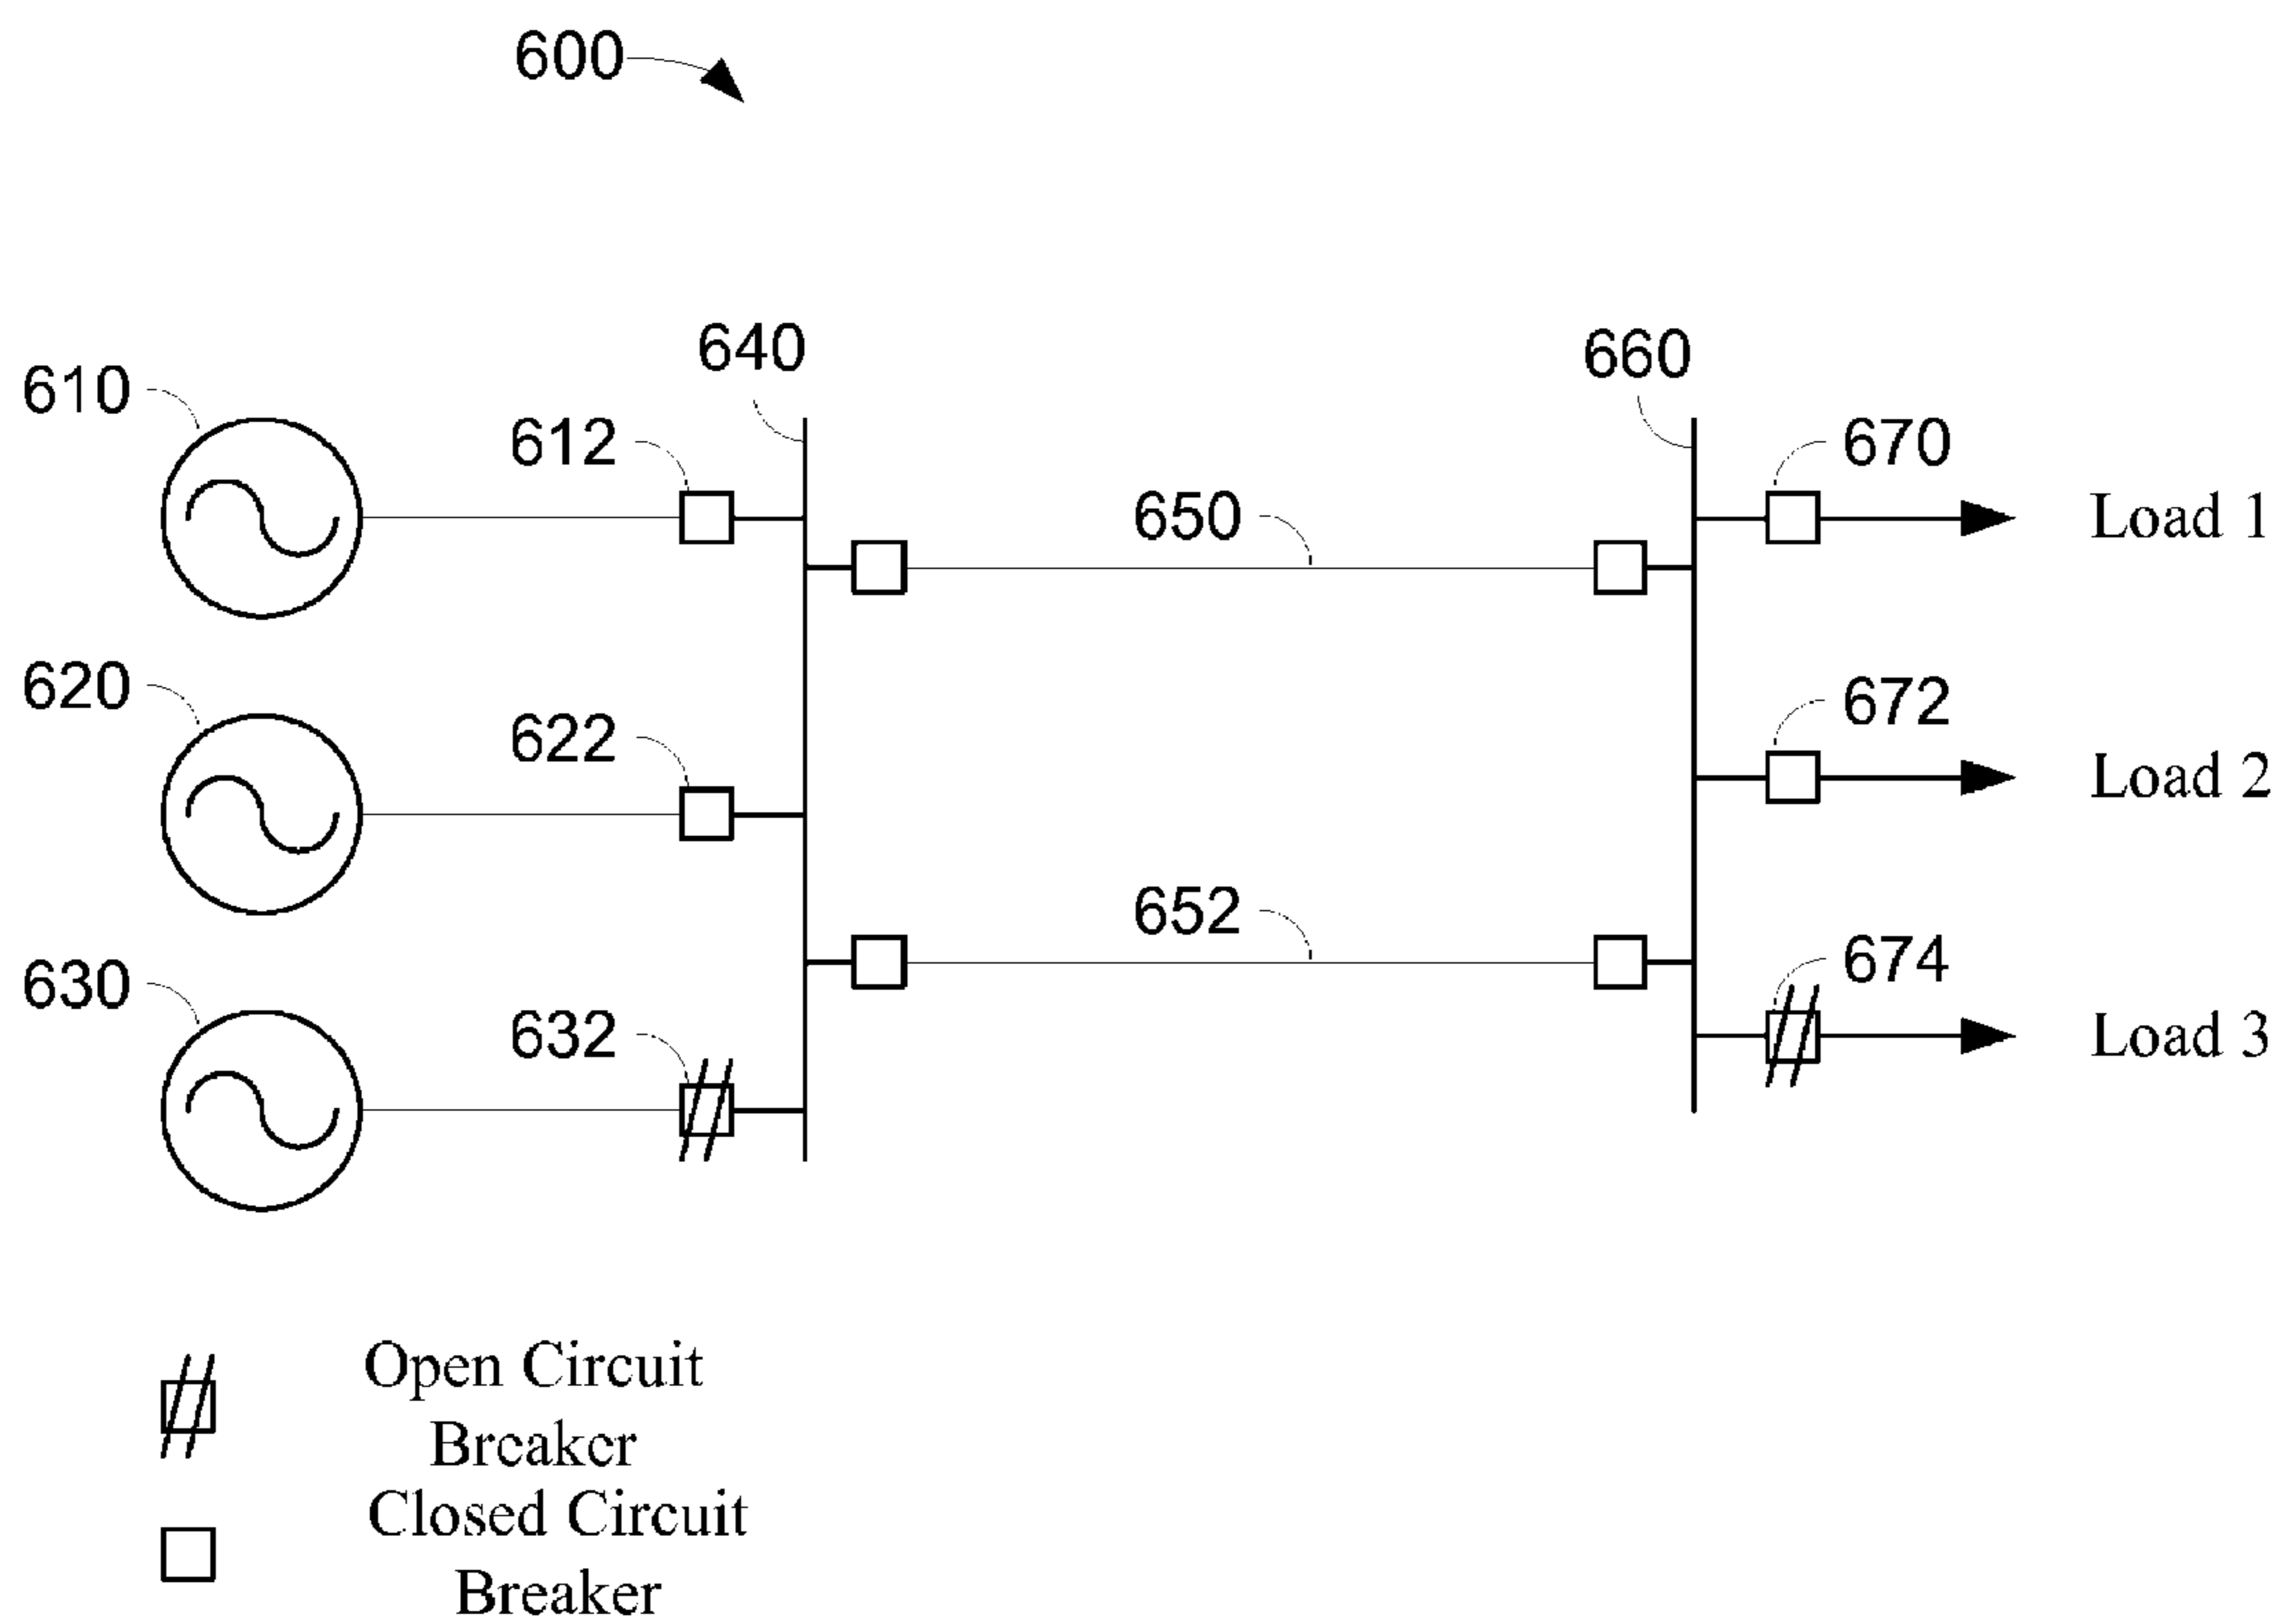 600
640
660
610
612
670
650
Load 1
620
622
672
Load 2
652
630
632
674
Load 3
Open Circuit
Breaker
Closed Circuit
Breaker